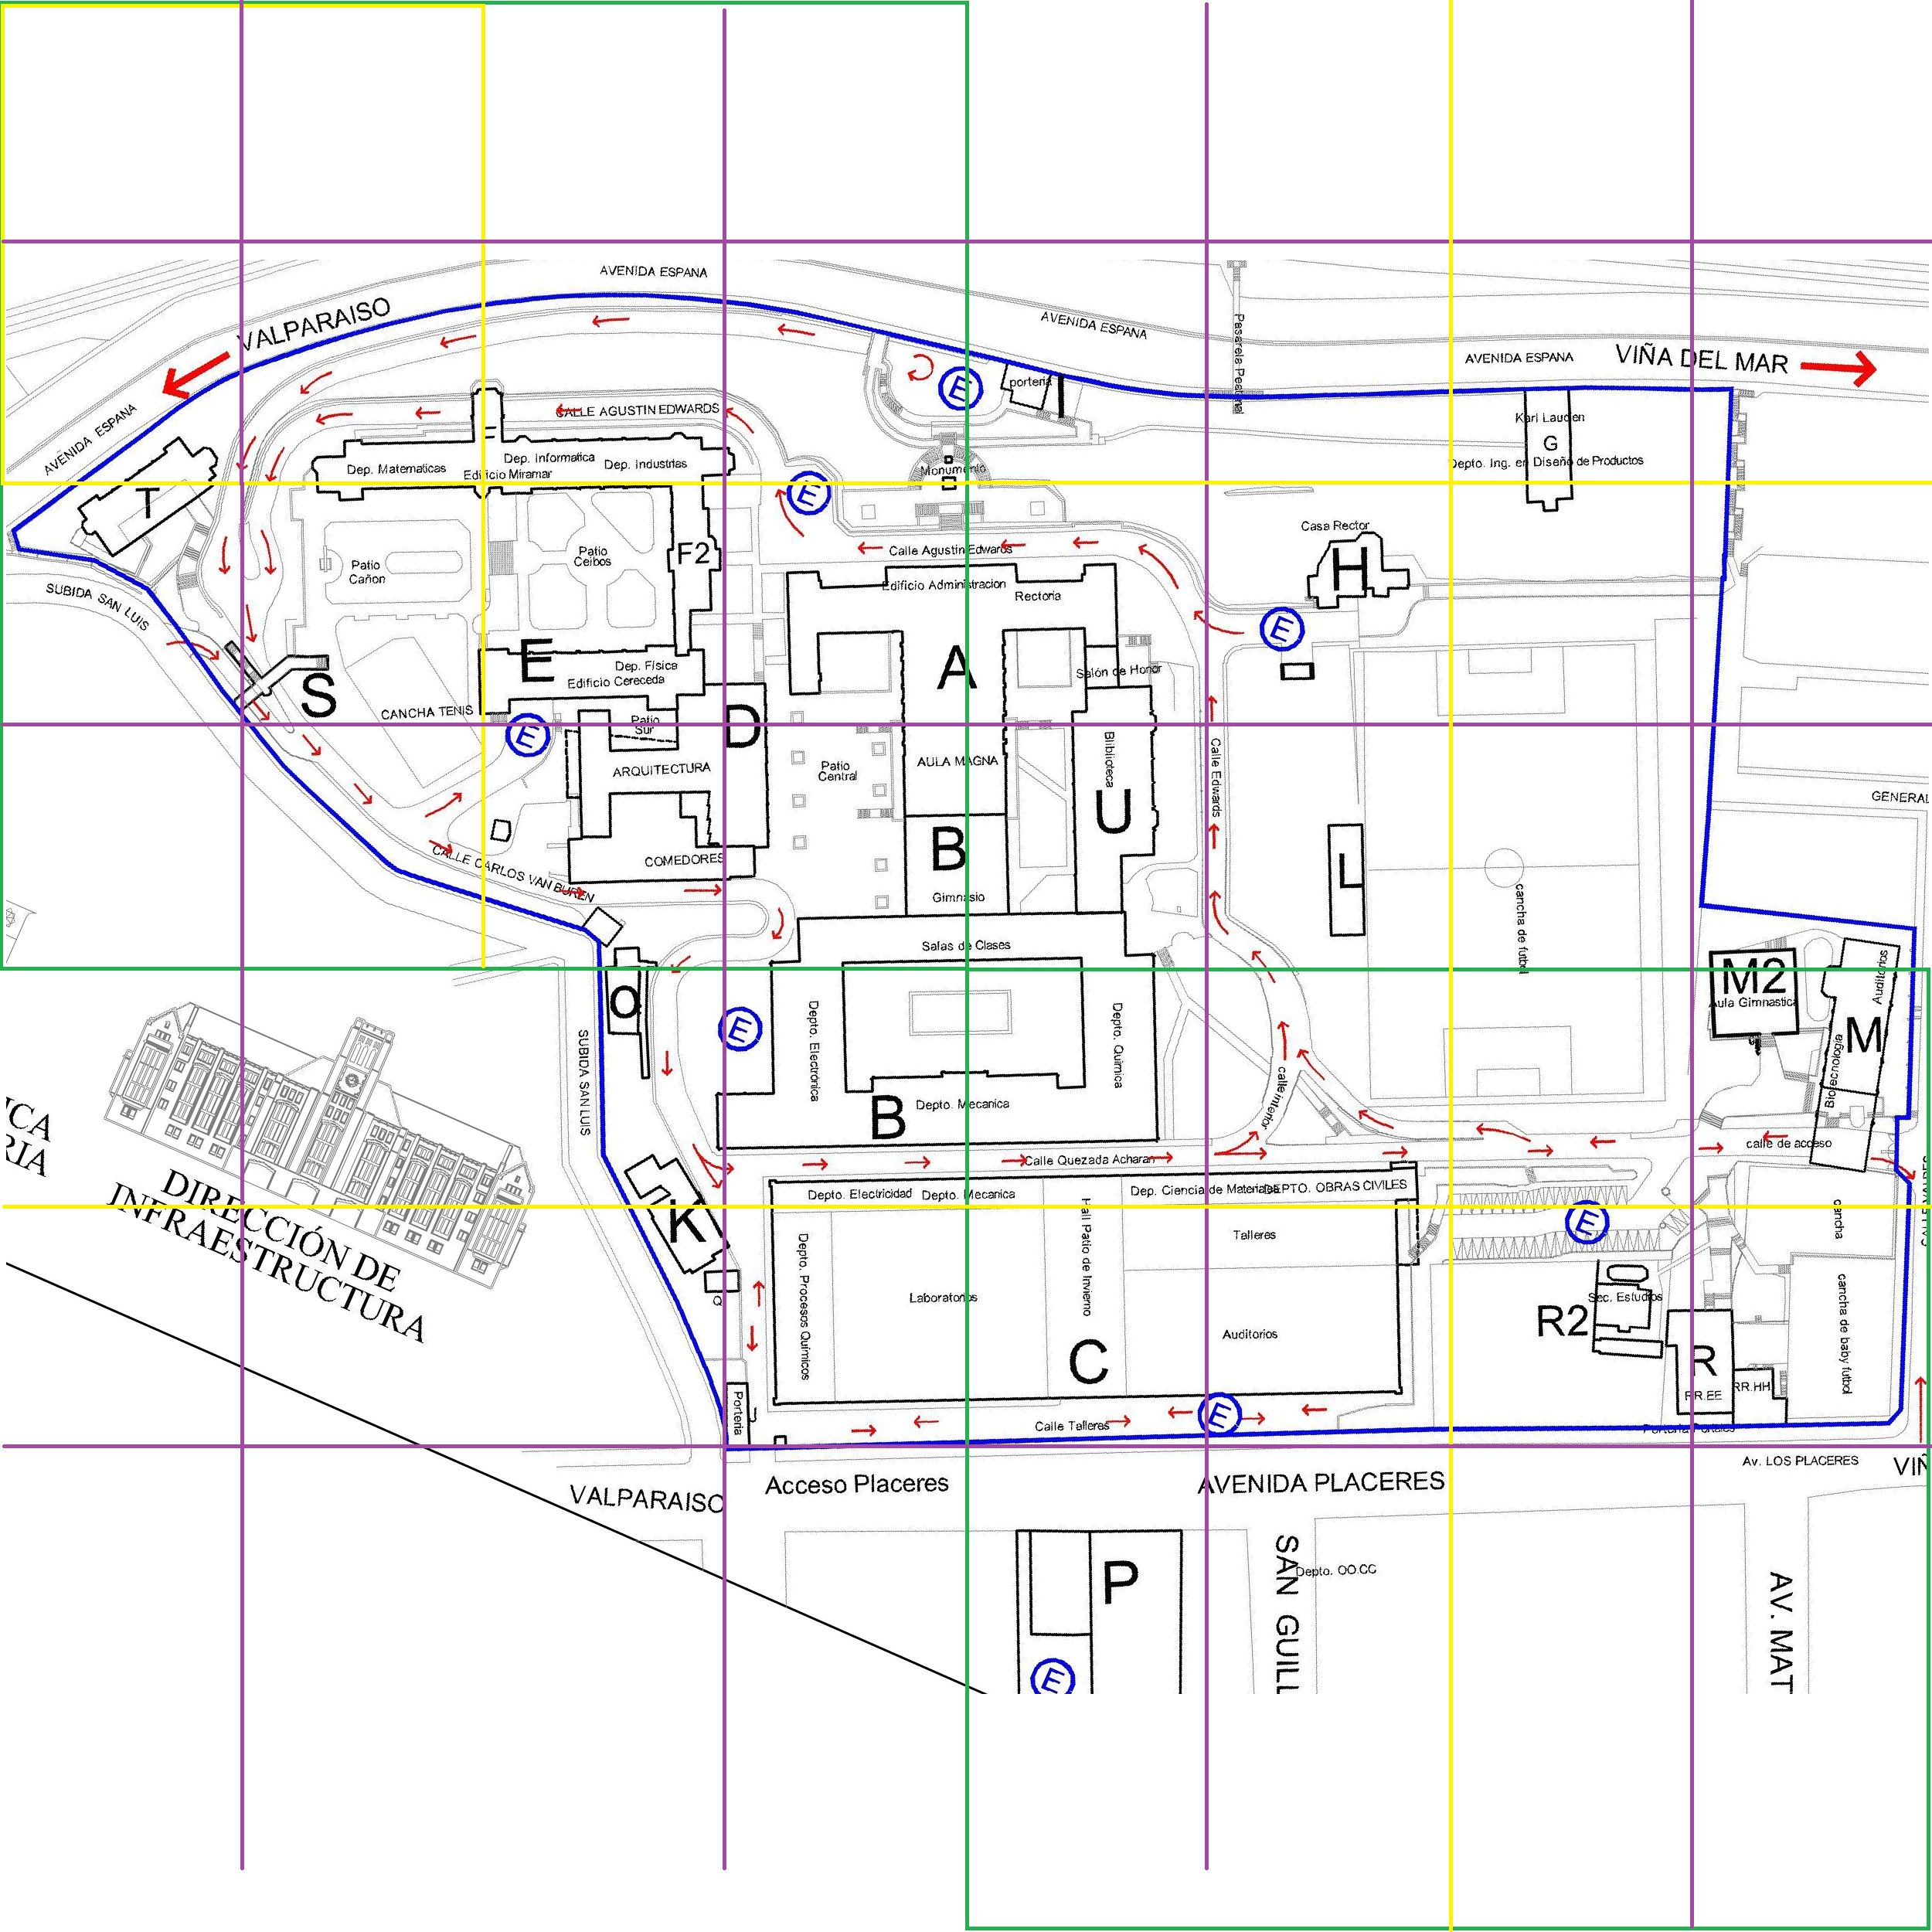 AVENIDA ESPANA
VALPARAISO
AVENIDA ESPANA
AVENIDA ESPANA
Pasarela Peatonal
AVENIDA ESPANA
VIÑA DEL MAR
E
porteria
CALLE AGUSTIN EDWARDS
Karl Lauden
G
Depto. Ing. en Diseño de Productos
Dep. Matematicas
Dep. Informatica
Edificio Miramar
Dep. Industrias
Monumento
T
E
Casa Rector
H
Patio
Cañon
Patio
Ceibos
F2
Calle Agustin Edwards
Edificio Administracion
Rectoria
SUBIDA SAN LUIS
E
S
E
Dep. Física
Edificio Cereceda
A
Salón de Honor
CANCHA TENIS
E
Patio
Sur
D
ARQUITECTURA
Patio
Central
AULA MAGNA
Bliblioteca
U
Calle Edwards
GENERAL
COMEDORES
CALLE CARLOS VAN BUREN
B
Gimnasio
L
cancha de futbol
Salas de Clases
M2
Aula Gimnastica
Auditorios
M
Biotecnologia
O
E
Depto. Electrónica
Depto. Quimica
SUBIDA SAN LUIS
B
Depto. Mecanica
calle interior
calle de acceso
Calle Quezada Acharan
DIRECCIÓN DE
INFRAESTRUCTURA
K
Depto. Electricidad
Depto. Mecanica
Dep. Ciencia de Materiales
DEPTO. OBRAS CIVILES
Hall Patio de Invierno
Talleres
E
cancha
Depto. Procesos Químicos
Laboratorios
Q
Sec. Estudios
R2
cancha de baby futbol
Auditorios
C
R
RR.EE
RR.HH
Porteria
E
Calle Talleres
Porteria Portales
Av. LOS PLACERES
VALPARAISO
Acceso Placeres
AVENIDA PLACERES
P
SAN GUILL
Depto. OO.CC
AV. MAT
E